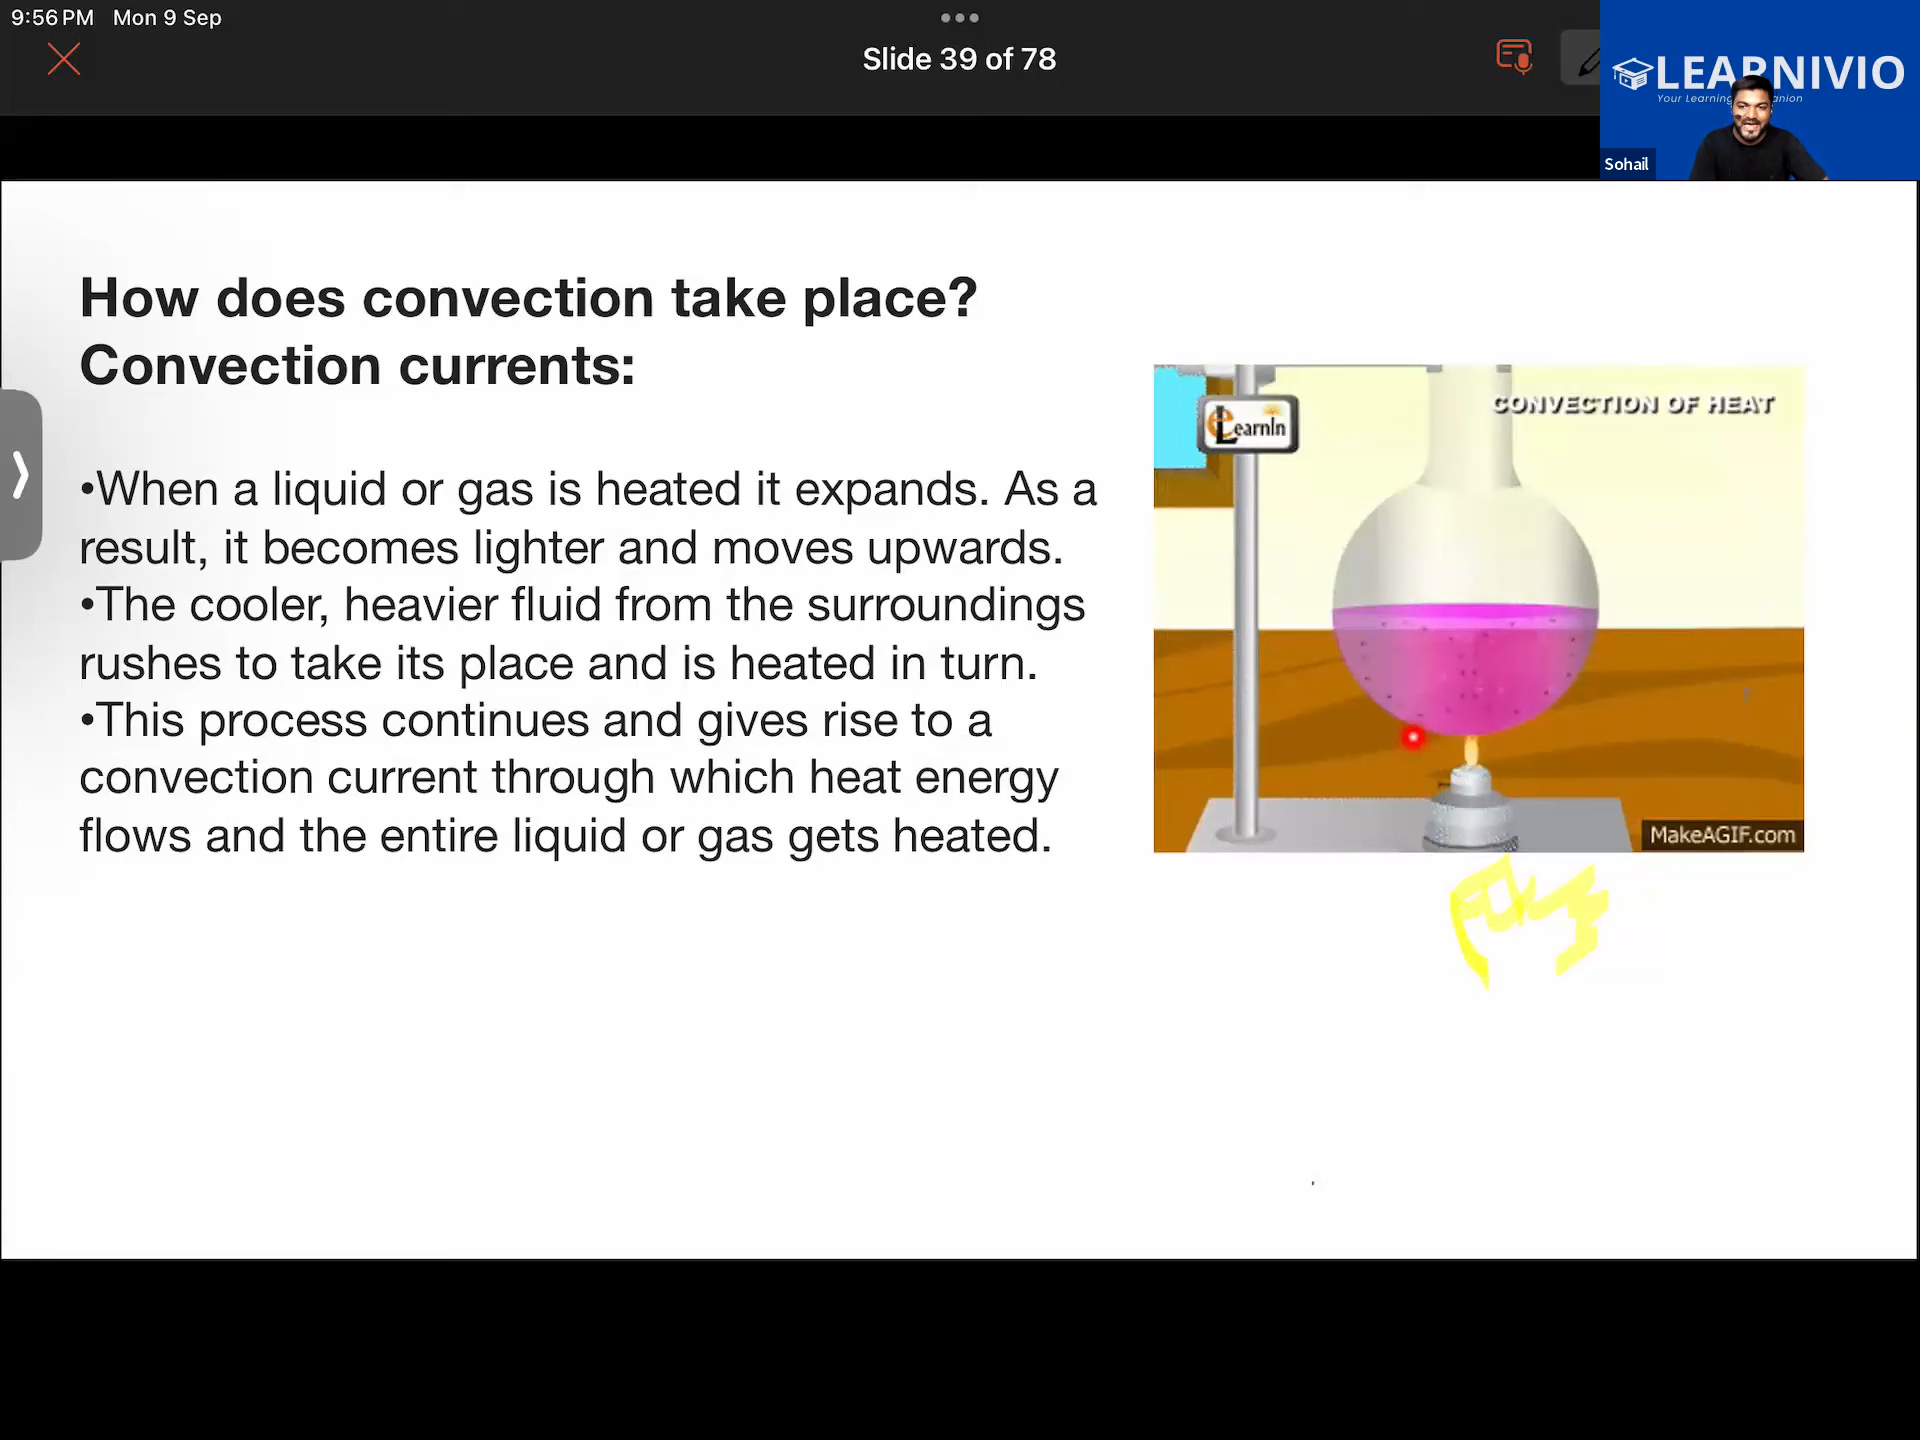 9:56 PM Mon 9 Sep
Slide 39 of 78
LEARNIVIO
Your Learning
Sohail
How does convection take place?
Convection currents:
•When a liquid or gas is heated it expands. As a
result, it becomes lighter and moves upwards.
•The cooler, heavier fluid from the surroundings
rushes to take its place and is heated in turn.
•This process continues and gives rise to a
convection current through which heat energy
flows and the entire liquid or gas gets heated.
eLearnIn
CONVECTION OF HEAT
MakeAGIF.com